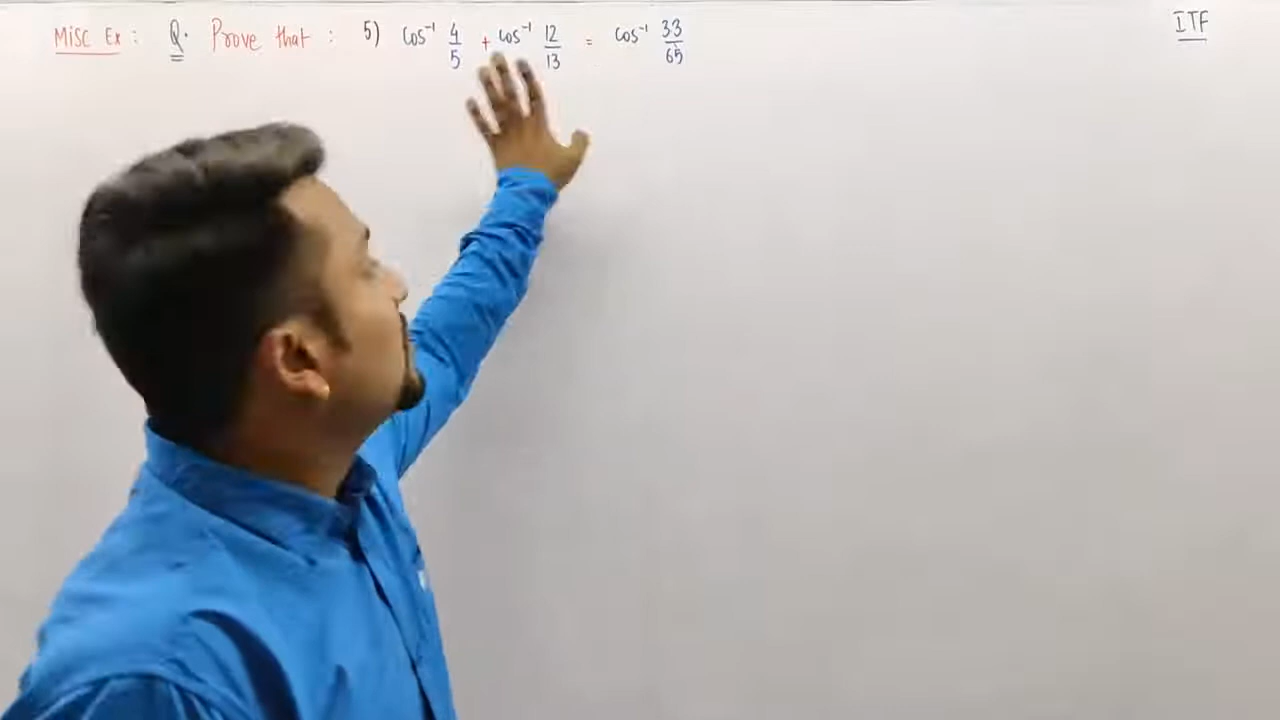 Misc Ex : Q. Prove that : 5) Cos⁻¹ 4/5 + cos⁻¹ 12/13 = cos⁻¹ 33/65
ITF